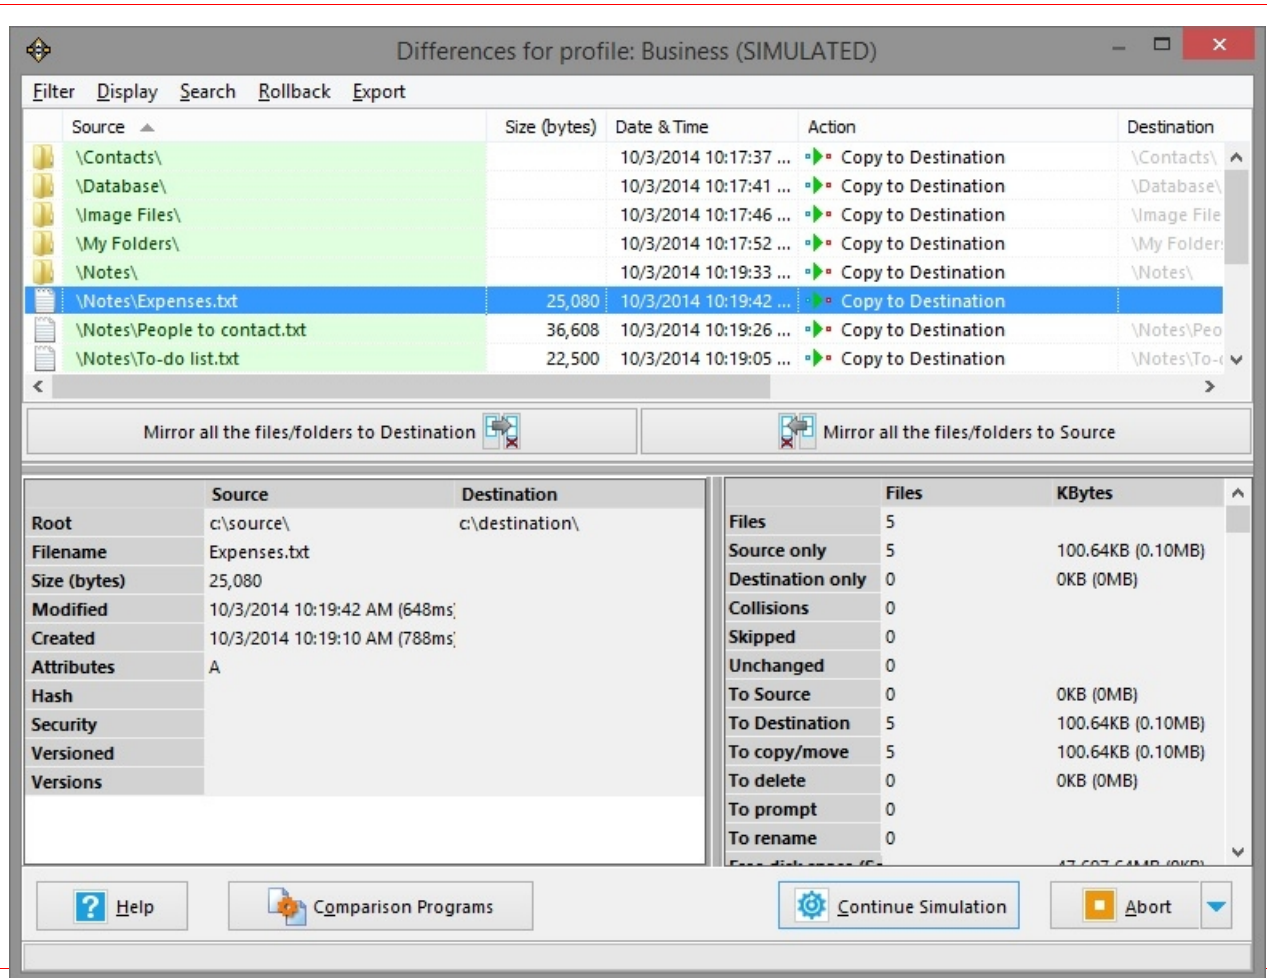 Differences for profile: Business (SIMULATED)
Filter Display Search Rollback Export
Source Size (bytes) Date & Time Action Destination
\Contacts\ 10/3/2014 10:17:37 ... Copy to Destination \Contacts\
\Database\ 10/3/2014 10:17:41 ... Copy to Destination \Database\
\Image Files\ 10/3/2014 10:17:46 ... Copy to Destination \Image File
\My Folders\ 10/3/2014 10:17:52 ... Copy to Destination \My Folder
\Notes\ 10/3/2014 10:19:33 ... Copy to Destination \Notes\
\Notes\Expenses.txt 25,080 10/3/2014 10:19:42 ... Copy to Destination
\Notes\People to contact.txt 36,608 10/3/2014 10:19:26 ... Copy to Destination \Notes\Peo
\Notes\To-do list.txt 22,500 10/3/2014 10:19:05 ... Copy to Destination \Notes\To-
Mirror all the files/folders to Destination Mirror all the files/folders to Source
Source Destination
Root c:\source\ c:\destination\
Filename Expenses.txt
Size (bytes) 25,080
Modified 10/3/2014 10:19:42 AM (648ms)
Created 10/3/2014 10:19:10 AM (788ms)
Attributes A
Hash
Security
Versioned
Versions
Files KBytes
Files 5
Source only 5 100.64KB (0.10MB)
Destination only 0 0KB (0MB)
Collisions 0
Skipped 0
Unchanged 0
To Source 0 0KB (0MB)
To Destination 5 100.64KB (0.10MB)
To copy/move 5 100.64KB (0.10MB)
To delete 0 0KB (0MB)
To prompt 0
To rename 0
Help Comparison Programs Continue Simulation Abort